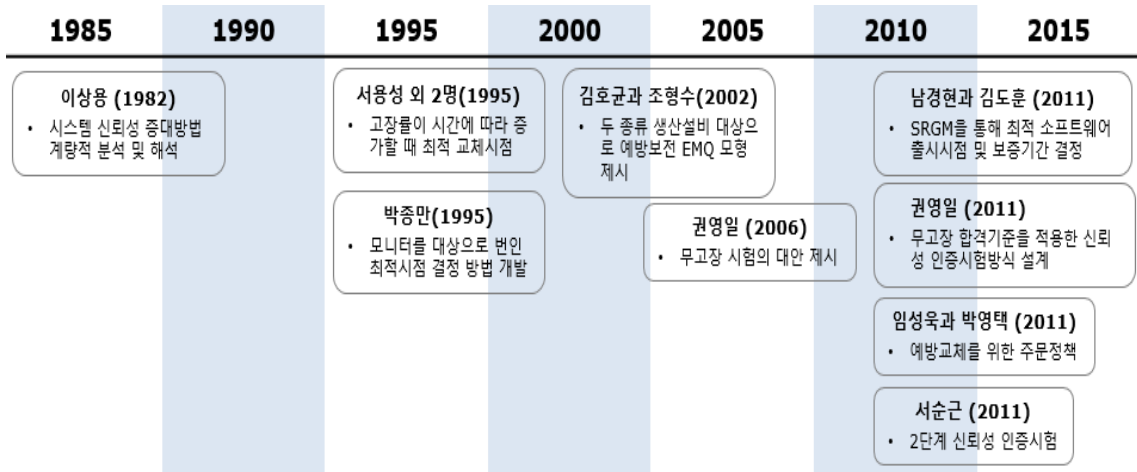 1985 1990 1995 2000 2005 2010 2015
이상용 (1982)
• 시스템 신뢰성 증대방법
계량적 분석 및 해석
서용성 외 2명(1995)
• 고장률이 시간에 따라 증
가할 때 최적 교체시점
박종만(1995)
• 모니터를 대상으로 번인
최적시점 결정 방법 개발
김호균과 조형수(2002)
• 두 종류 생산설비 대상으
로 예방보전 EMQ 모형
제시
권영일 (2006)
• 무고장 시험의 대안 제시
남경현과 김도훈 (2011)
• SRGM을 통해 최적 소프트웨어
출시시점 및 보증기간 결정
권영일 (2011)
• 무고장 합격기준을 적용한 신뢰
성 인증시험방식 설계
임성욱과 박영택 (2011)
• 예방교체를 위한 주문정책
서순근 (2011)
• 2단계 신뢰성 인증시험